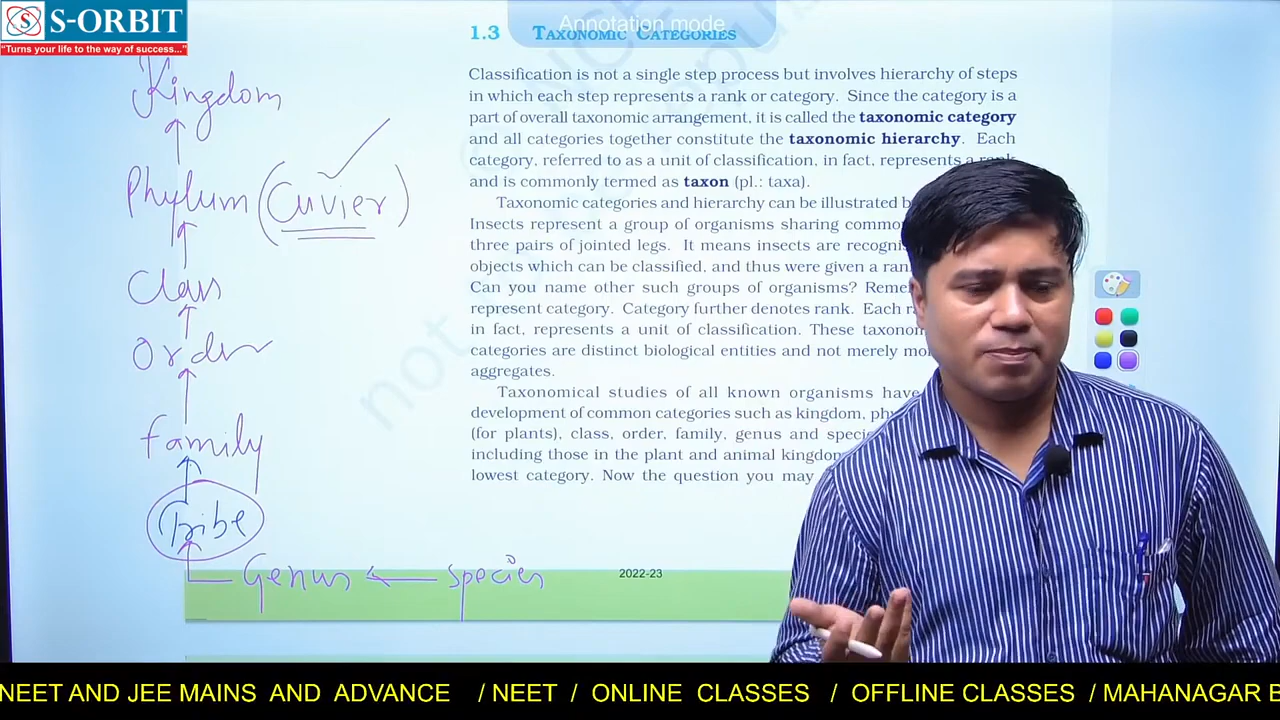 S-ORBIT
"Turns your life to the way of success..."
Annotation mode
1.3 TAXONOMIC CATEGORIES
Classification is not a single step process but involves hierarchy of steps
in which each step represents a rank or category. Since the category is a
part of overall taxonomic arrangement, it is called the taxonomic category
and all categories together constitute the taxonomic hierarchy. Each
category, referred to as a unit of classification, in fact, represents a rank
and is commonly termed as taxon (pl.: taxa).
Taxonomic categories and hierarchy can be illustrated
Insects represent a group of organisms sharing
three pairs of jointed legs. It means insects are
objects which can be classified, and thus were given a
Can you name other such groups of organisms?
represent category. Category further denotes rank. Each
in fact, represents a unit of classification. These
categories are distinct biological entities and not merely
aggregates.
Taxonomical studies of all known organisms have
development of common categories such as kingdom,
(for plants), class, order, family, genus and
including those in the plant and animal
lowest category. Now the question you may
2022-23
Kingdom
Phylum (Cuvier)
Class
Order
family
Tribe
Genus species
not
NEET AND JEE MAINS AND ADVANCE / NEET / ONLINE CLASSES / OFFLINE CLASSES / MAHANAGAR B